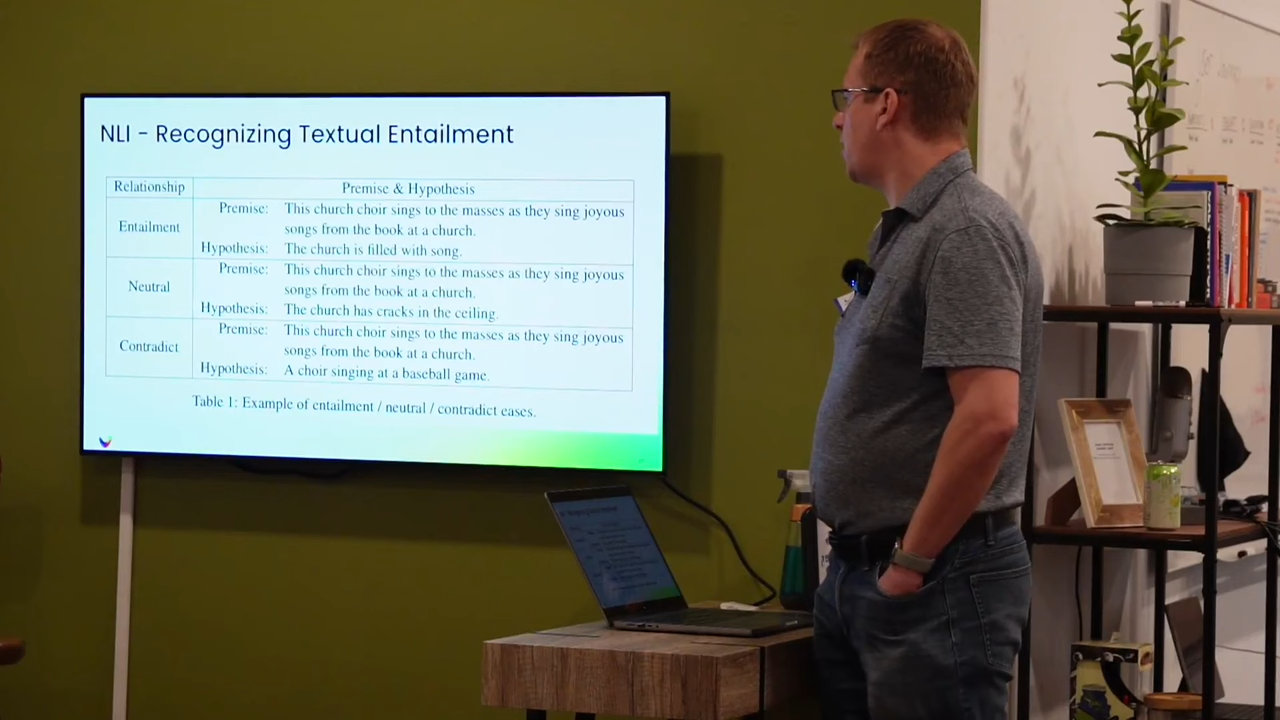 NLI - Recognizing Textual Entailment
Relationship Premise & Hypothesis
Entailment
Premise: This church choir sings to the masses as they sing joyous
songs from the book at a church.
Hypothesis: The church is filled with song.
Neutral
Premise: This church choir sings to the masses as they sing joyous
songs from the book at a church.
Hypothesis: The church has cracks in the ceiling.
Contradict
Premise: This church choir sings to the masses as they sing joyous
songs from the book at a church.
Hypothesis: A choir singing at a baseball game.
Table 1: Example of entailment / neutral / contradict cases.